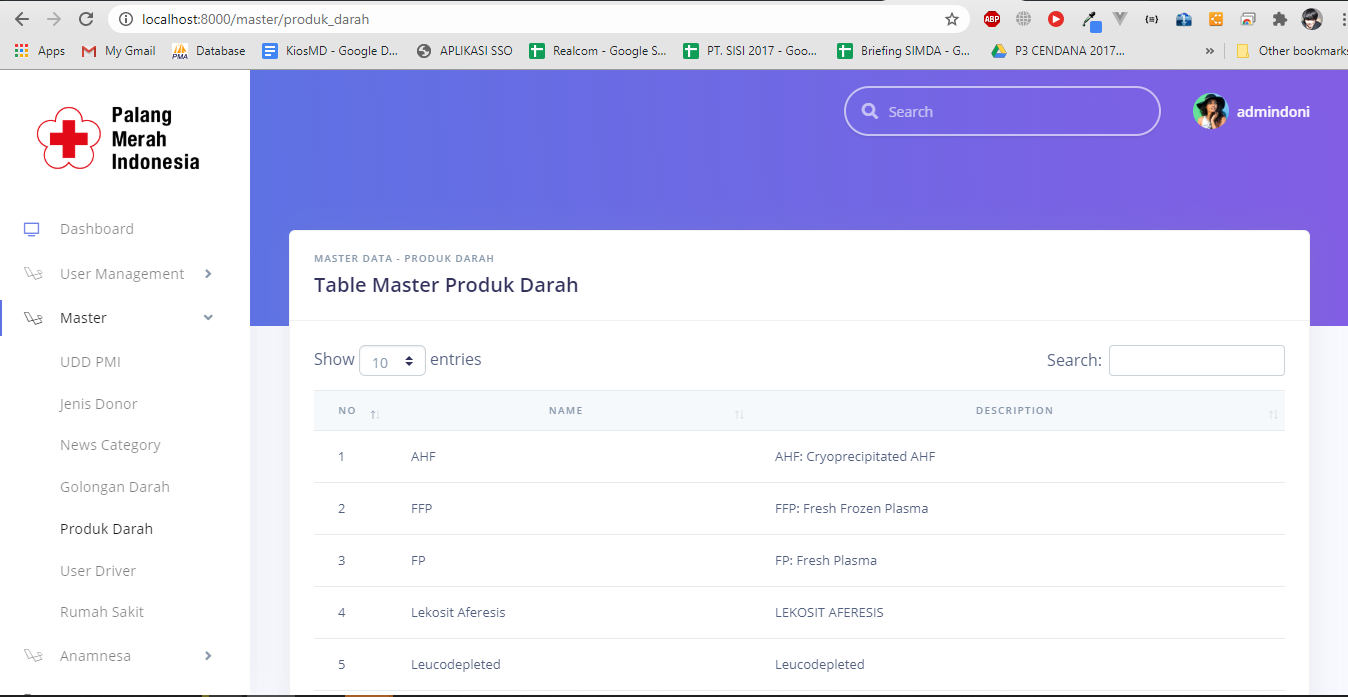 localhost:8000/master/produk_darah
ABP
Apps My Gmail Database KiosMD - Google D... APLIKASI SSO Realcom - Google S... PT. SISI 2017 - Goo... Briefing SIMDA - G... P3 CENDANA 2017... » Other bookmarks
PMA
Palang
Merah
Indonesia
Search
admindoni
Dashboard
User Management
Master
UDD PMI
Jenis Donor
News Category
Golongan Darah
Produk Darah
User Driver
Rumah Sakit
Anamnesa
MASTER DATA - PRODUK DARAH
Table Master Produk Darah
Show 10 entries Search:
NO NAME DESCRIPTION
1 AHF AHF: Cryoprecipitated AHF
2 FFP FFP: Fresh Frozen Plasma
3 FP FP: Fresh Plasma
4 Lekosit Aferesis LEKOSIT AFERESIS
5 Leucodepleted Leucodepleted